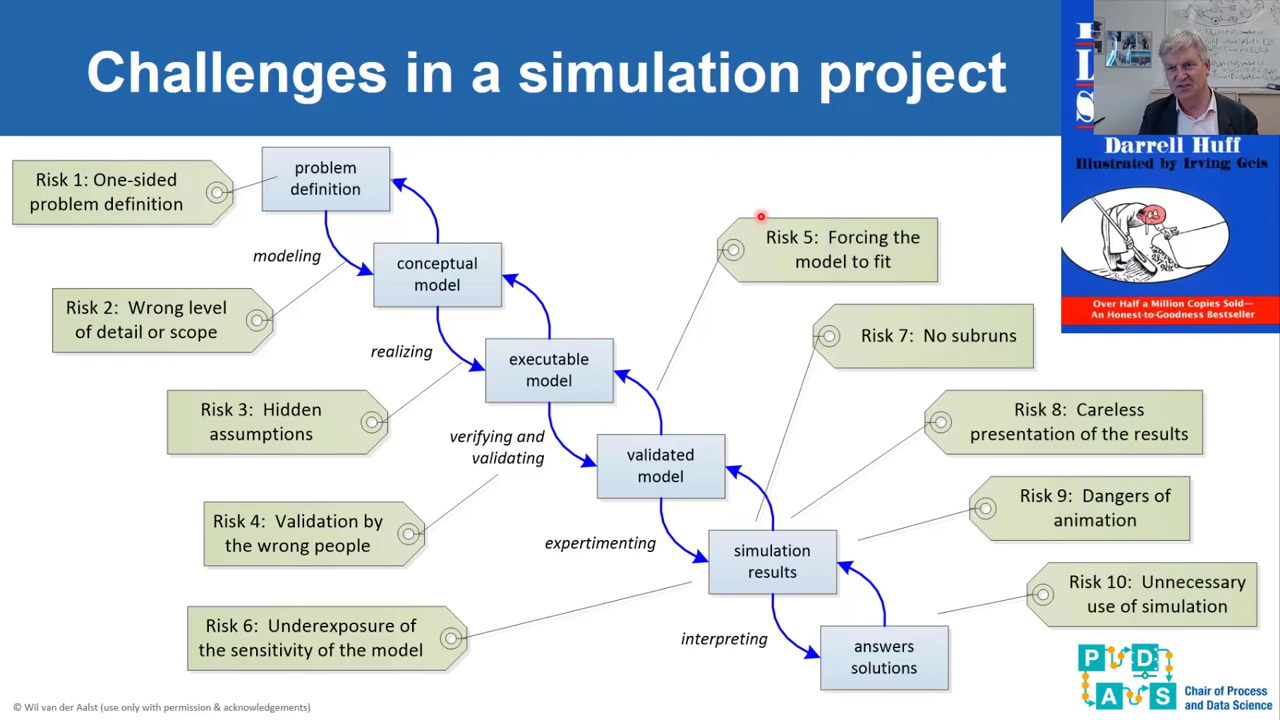 Challenges in a simulation project
Darrell Huff
Illustrated by Irving Geis
Over Half a Million Copies Sold—
An Honest-to-Goodness Bestseller
Risk 1: One-sided
problem definition
problem
definition
modeling
conceptual
model
Risk 2: Wrong level
of detail or scope
realizing
executable
model
Risk 3: Hidden
assumptions
verifying and
validating
validated
model
Risk 4: Validation by
the wrong people
expertimenting
simulation
results
Risk 6: Underexposure of
the sensitivity of the model
interpreting
answers
solutions
Risk 5: Forcing the
model to fit
Risk 7: No subruns
Risk 8: Careless
presentation of the results
Risk 9: Dangers of
animation
Risk 10: Unnecessary
use of simulation
P D
A S
Chair of Process
and Data Science
© Wil van der Aalst (use only with permission & acknowledgements)